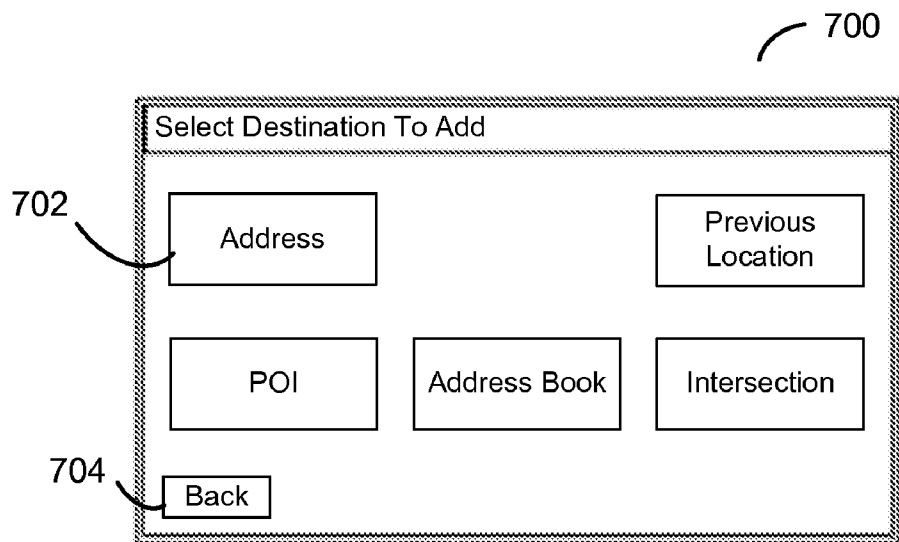 700
Select Destination To Add
702
Address
Previous
Location
POI
Address Book
Intersection
704
Back